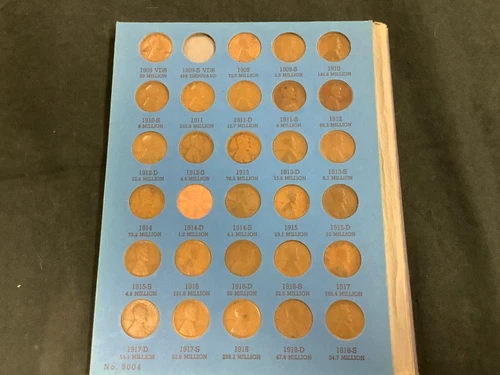 1909 VDB 1909-S VDB 1909 1909-S 1910
28 MILLION 484 THOUSAND 72.7 MILLION 1.8 MILLION 146.8 MILLION
1910-S 1911 1911-D 1911-S 1912
6 MILLION 101.2 MILLION 12.7 MILLION 4 MILLION 68.2 MILLION
1912-D 1912-S 1913 1913-D 1913-S
10.4 MILLION 4.4 MILLION 76.5 MILLION 15.8 MILLION 6.1 MILLION
1914 1914-D 1914-S 1915 1915-D
75.2 MILLION 1.2 MILLION 4.1 MILLION 29.1 MILLION 22 MILLION
1915-S 1916 1916-D 1916-S 1917
4.8 MILLION 131.8 MILLION 36 MILLION 22.5 MILLION 196.4 MILLION
1917-D 1917-S 1918 1918-D 1918-S
55.1 MILLION 32.6 MILLION 288.1 MILLION 47.8 MILLION 34.7 MILLION
No. 9004